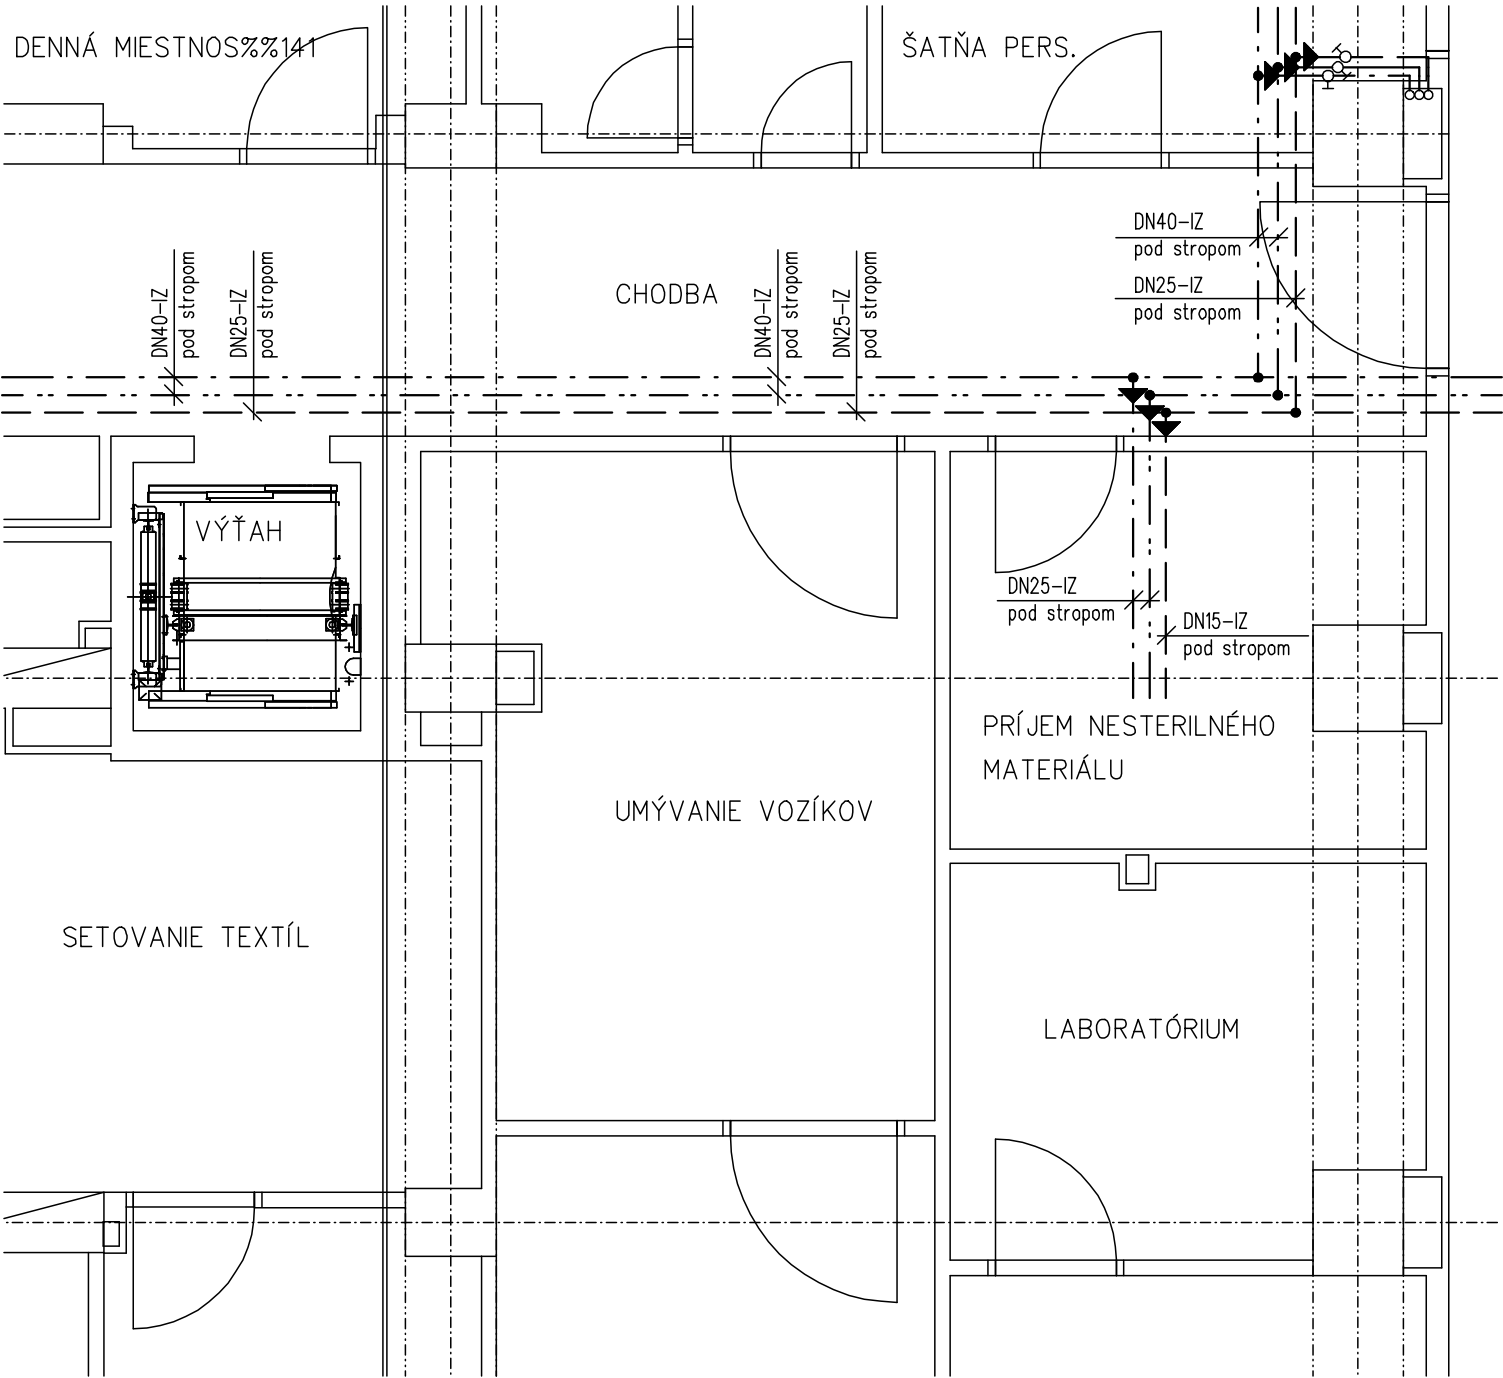 DENNÁ MIESTNOS%%141
ŠATŇA PERS.
DN40-IZ
pod stropom
DN25-IZ
pod stropom
DN40-IZ
pod stropom
DN25-IZ
pod stropom
CHODBA
DN40-IZ
pod stropom
DN25-IZ
pod stropom
VÝŤAH
DN25-IZ
pod stropom
DN15-IZ
pod stropom
PRÍJEM NESTERILNÉHO
MATERIÁLU
UMÝVANIE VOZÍKOV
SETOVANIE TEXTÍL
LABORATÓRIUM